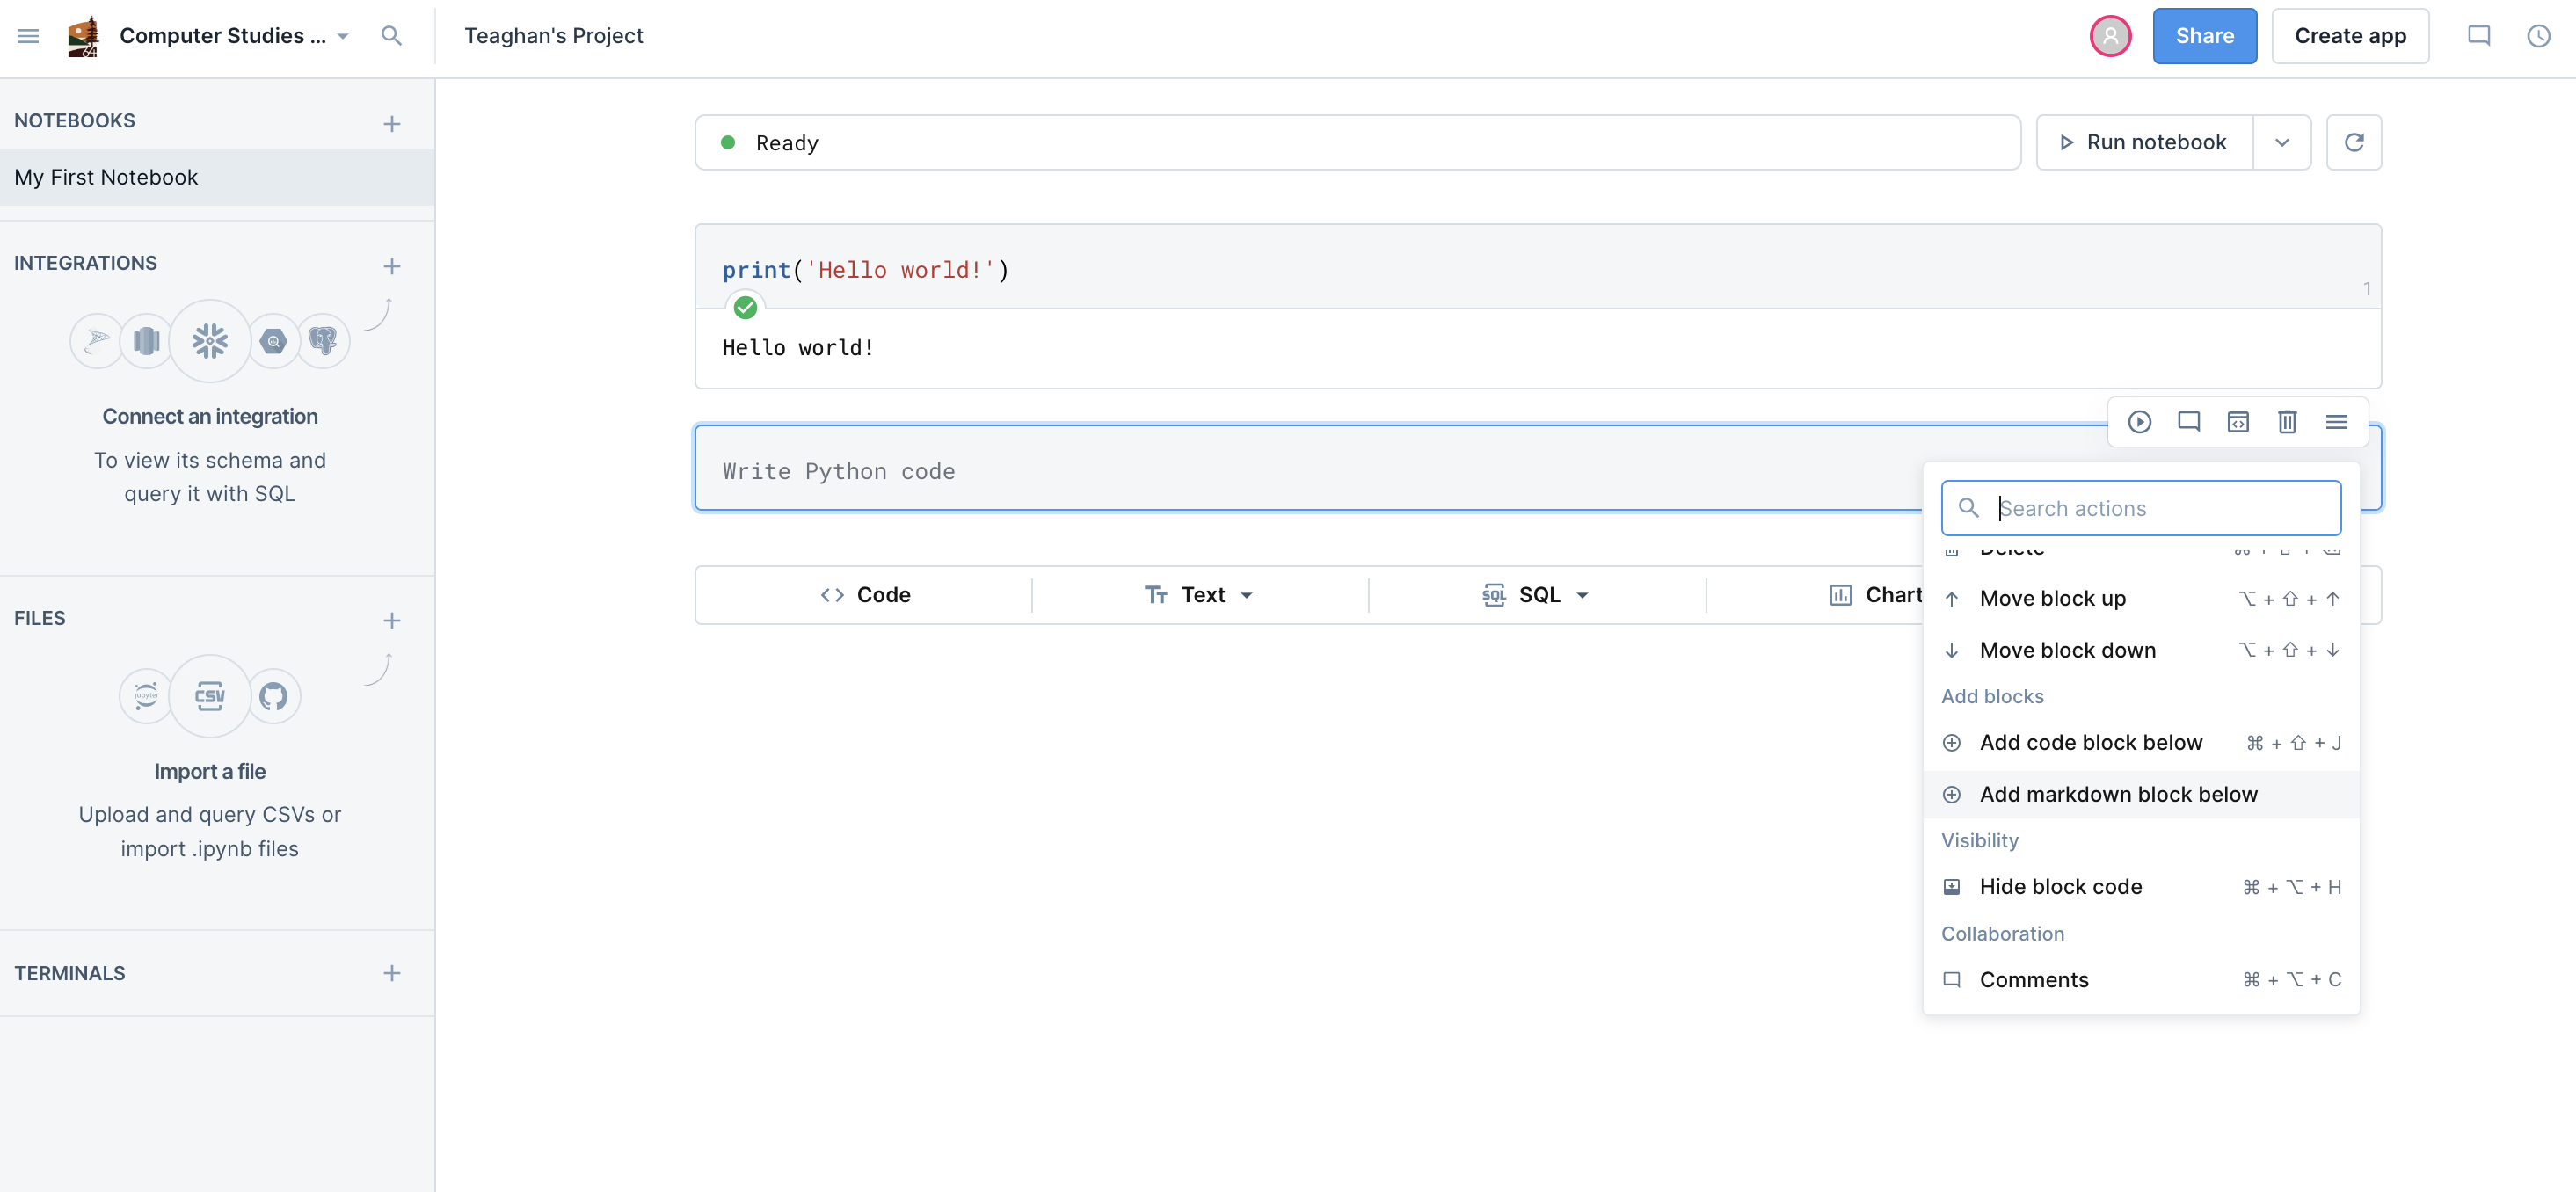 Computer Studies ...
Teaghan's Project
Share
Create app
NOTEBOOKS
My First Notebook
INTEGRATIONS
Connect an integration
To view its schema and
query it with SQL
FILES
jupyter
CSV
Import a file
Upload and query CSVs or
import .ipynb files
TERMINALS
Ready
Run notebook
print('Hello world!')
1
Hello world!
Write Python code
Code
Text
SQL
SQL
Chart
Search actions
Delete
Move block up ⌥ + ⇧ + ↑
Move block down ⌥ + ⇧ + ↓
Add blocks
Add code block below ⌘ + ⇧ + J
Add markdown block below
Visibility
Hide block code ⌘ + ⌥ + H
Collaboration
Comments ⌘ + ⌥ + C